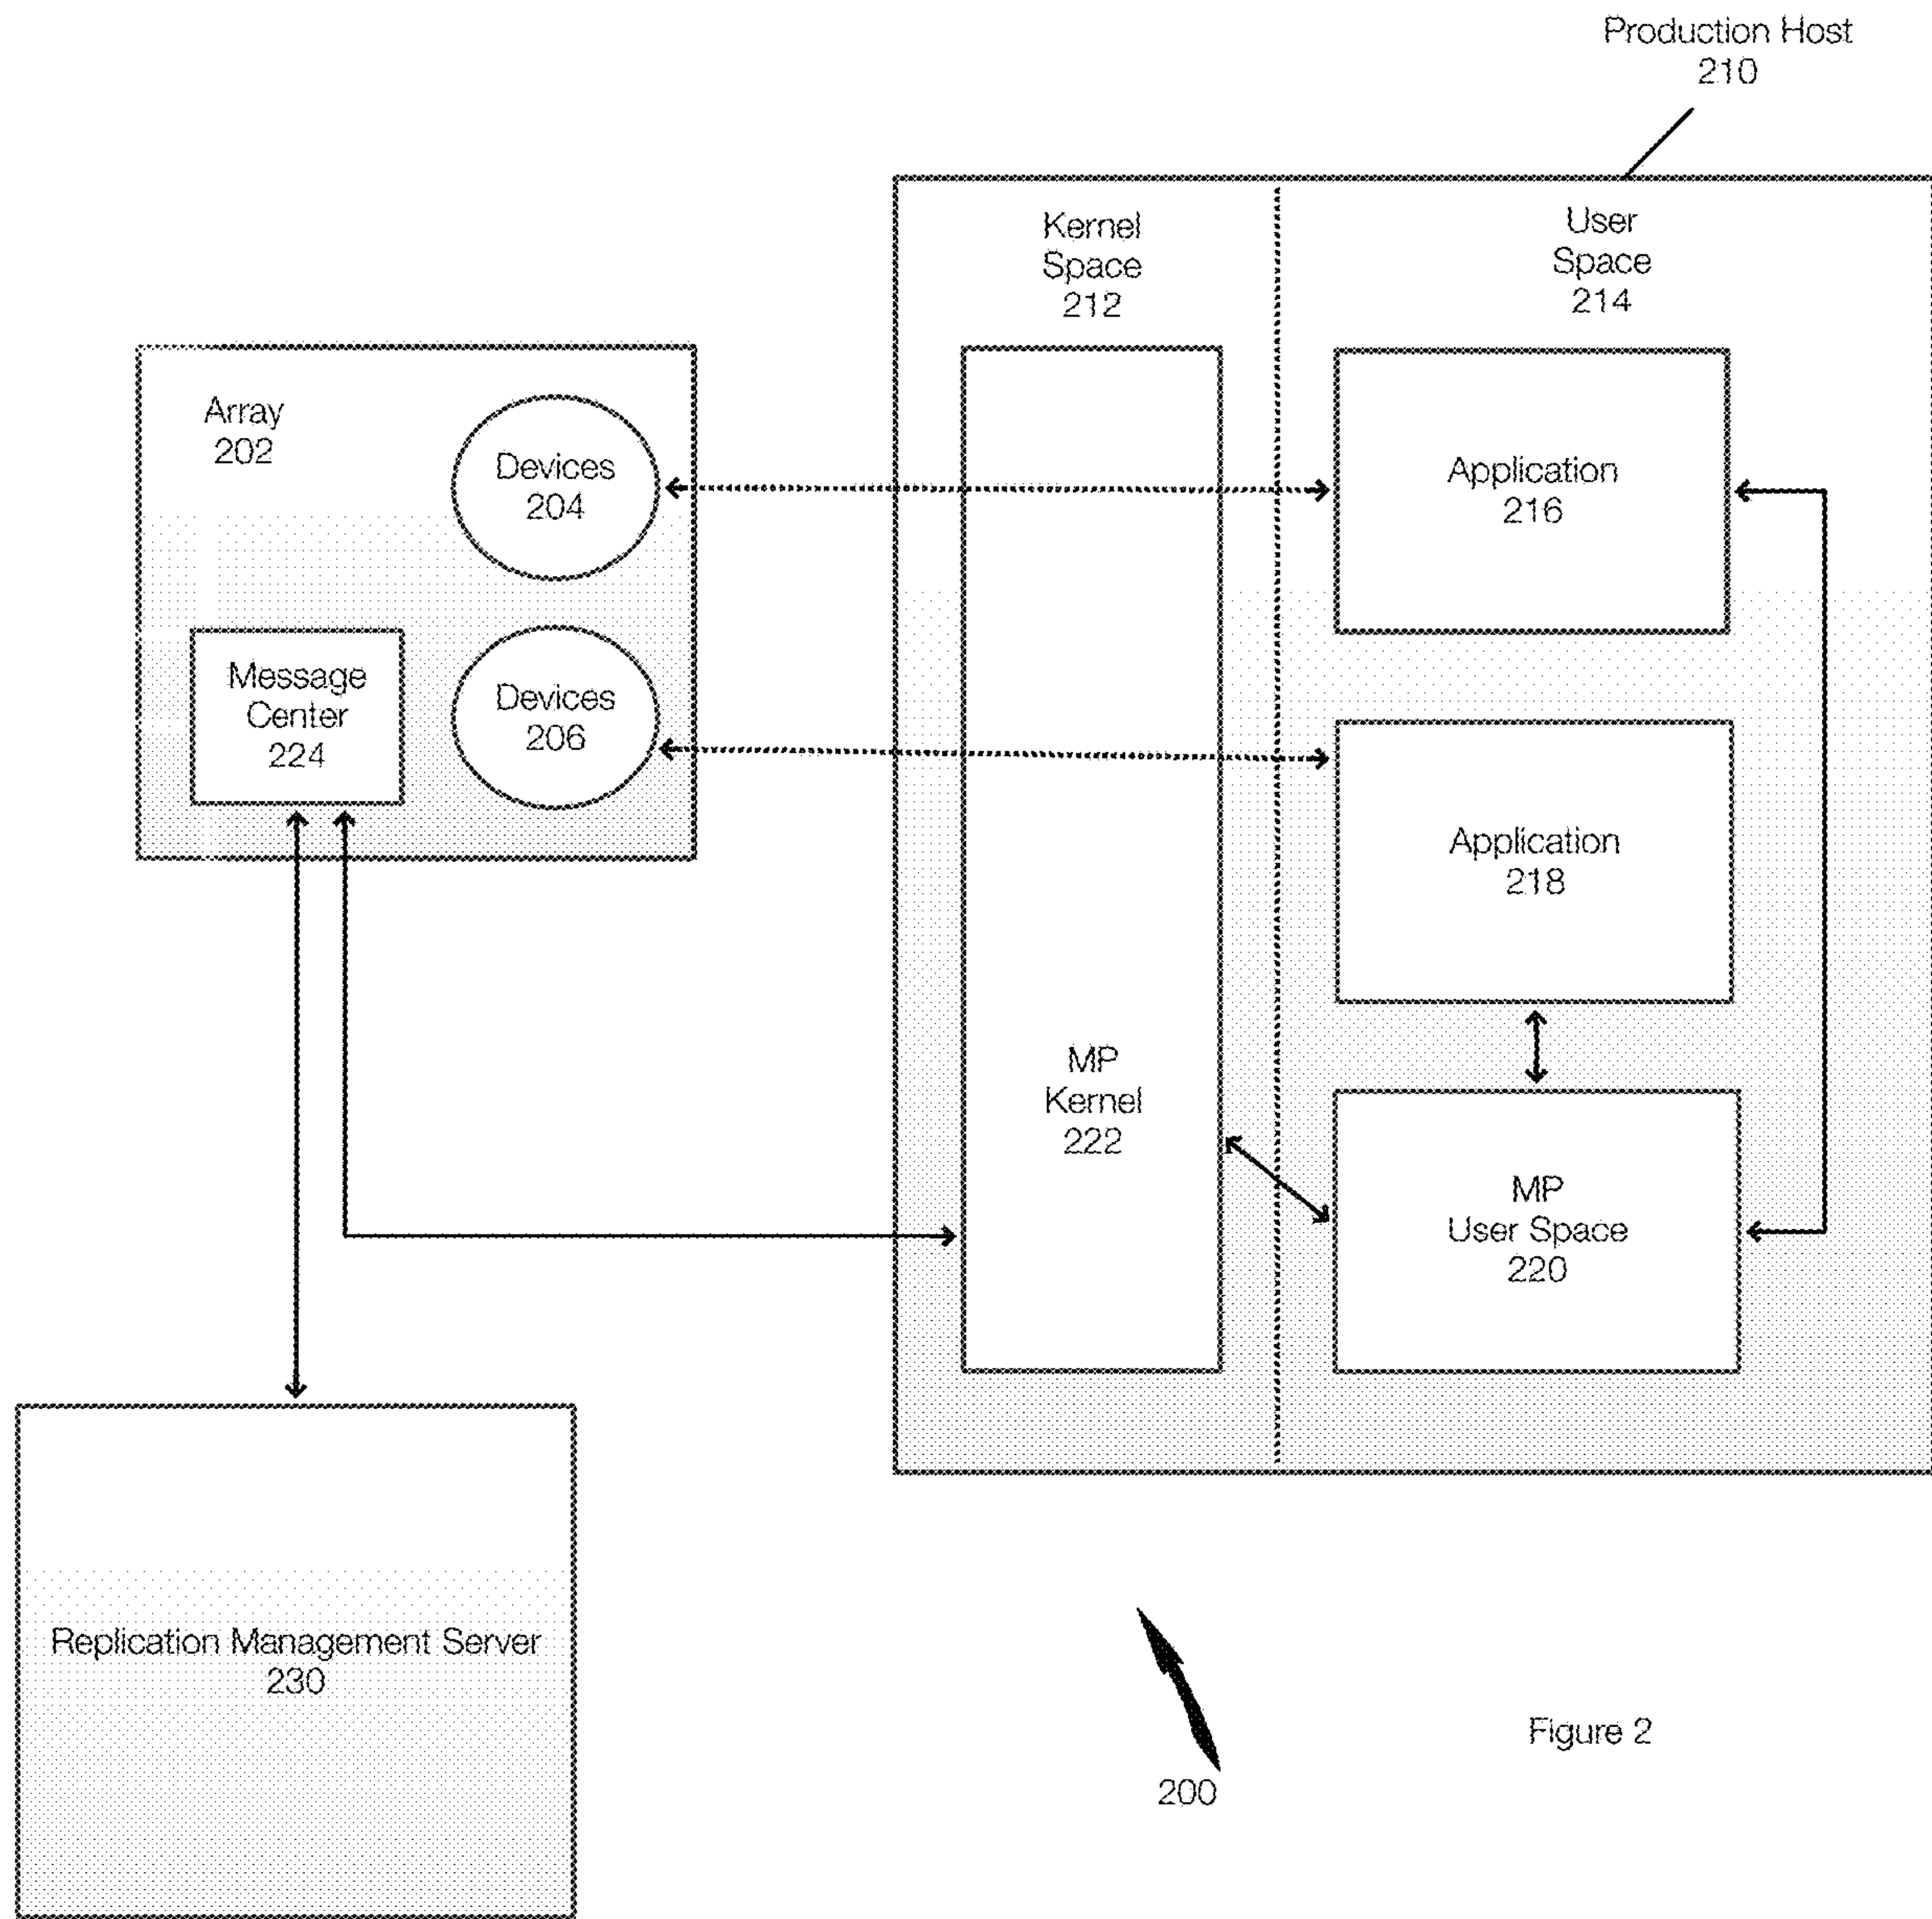 Production Host
210
Kernel
Space
212
User
Space
214
Array
202
Devices
204
Application
216
Message
Center
224
Devices
206
Application
218
MP
Kernel
222
MP
User Space
220
Replication Management Server
230
200
Figure 2